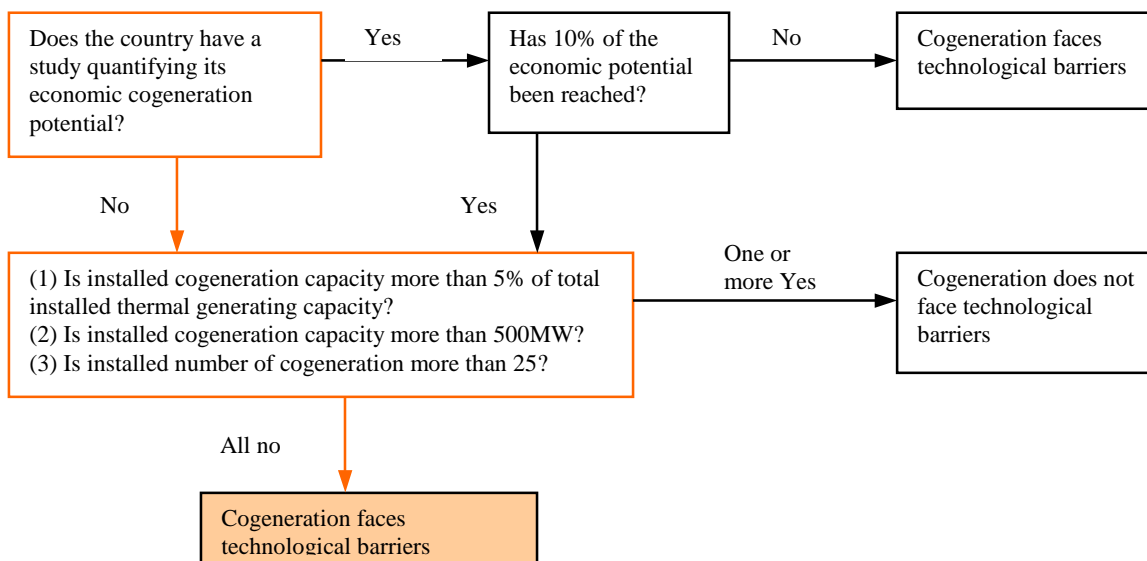 Does the country have a
study quantifying its
economic cogeneration
potential?
Yes
Has 10% of the
economic potential
been reached?
No
Cogeneration faces
technological barriers
No
Yes
(1) Is installed cogeneration capacity more than 5% of total
installed thermal generating capacity?
(2) Is installed cogeneration capacity more than 500MW?
(3) Is installed number of cogeneration more than 25?
One or
more Yes
Cogeneration does not
face technological
barriers
All no
Cogeneration faces
technological barriers